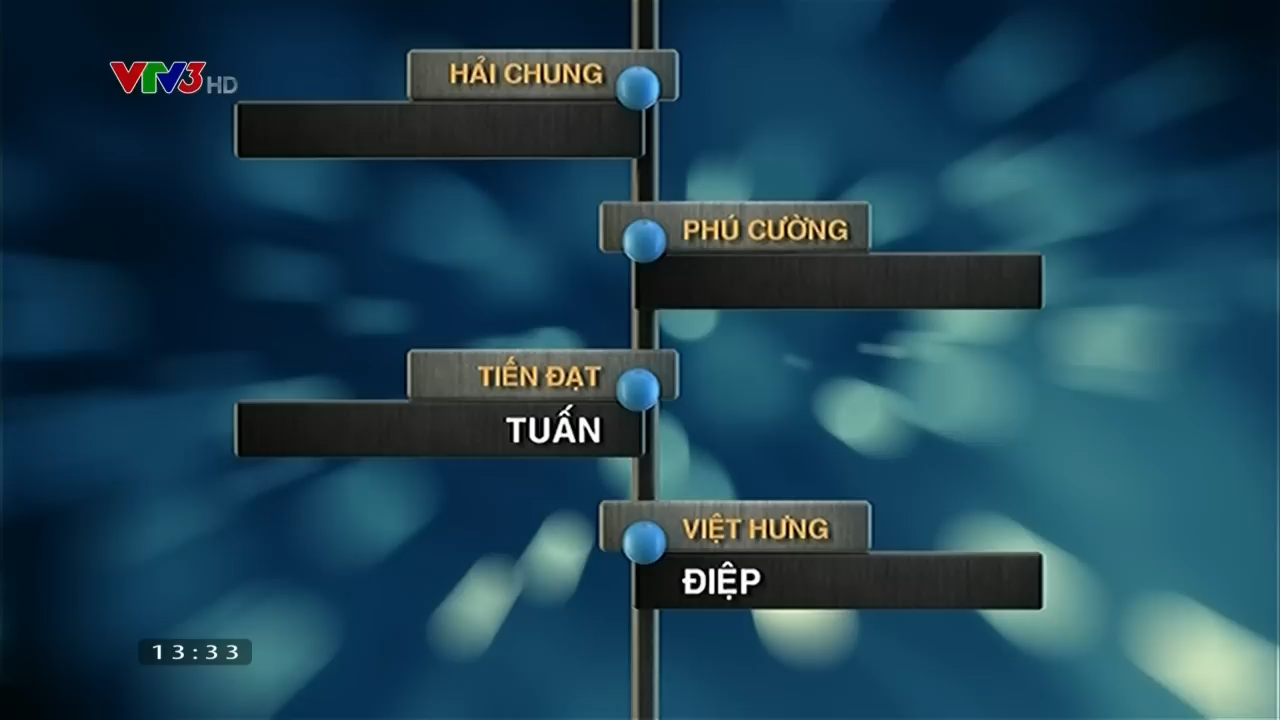 VTV3 HD
HẢI CHUNG
PHÚ CƯỜNG
TIẾN ĐẠT
TUẤN
VIỆT HƯNG
ĐIỆP
13:33